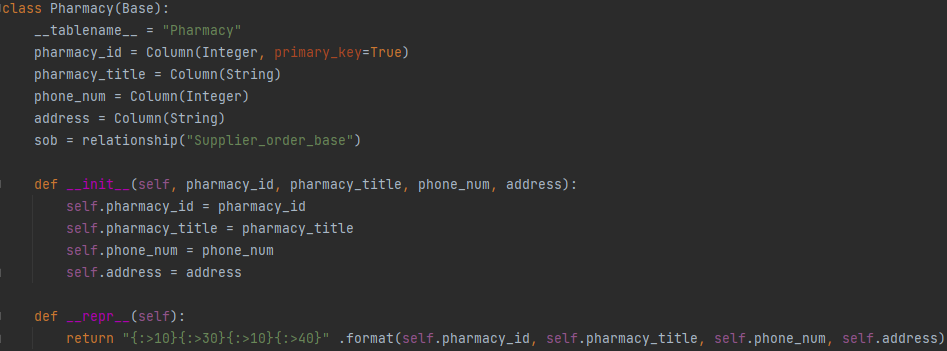 class Pharmacy(Base):
    __tablename__ = "Pharmacy"
    pharmacy_id = Column(Integer, primary_key=True)
    pharmacy_title = Column(String)
    phone_num = Column(Integer)
    address = Column(String)
    sob = relationship("Supplier_order_base")

    def __init__(self, pharmacy_id, pharmacy_title, phone_num, address):
        self.pharmacy_id = pharmacy_id
        self.pharmacy_title = pharmacy_title
        self.phone_num = phone_num
        self.address = address

    def __repr__(self):
        return "{:>10}{:>30}{:>10}{:>40}" .format(self.pharmacy_id, self.pharmacy_title, self.phone_num, self.address)